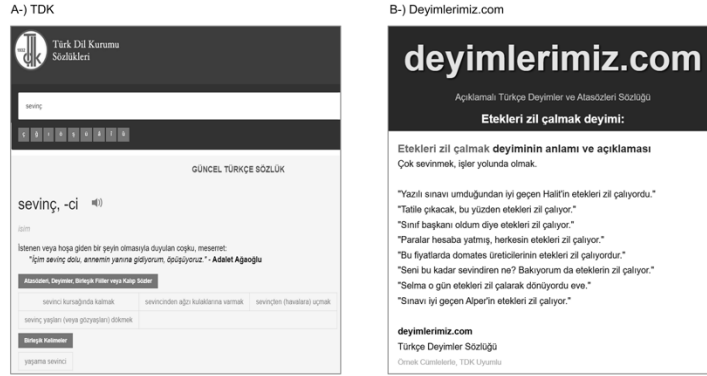 A-) TDK
Türk Dil Kurumu
Sözlükleri
sevinç
ç ğ ı ö ş ü â î û
GÜNCEL TÜRKÇE SÖZLÜK
sevinç, -ci
isim
İstenen veya hoşa giden bir şeyin olmasıyla duyulan coşku, meserret:
"İçim sevinç dolu, annemin yanına gidiyorum, öpüşüyoruz." - Adalet Ağaoğlu
Atasözleri, Deyimler, Birleşik Fiiller veya Kalıp Sözler
sevinci kursağında kalmak
sevincinden ağzı kulaklarına varmak
sevinçten (havalara) uçmak
sevinç yaşları (veya gözyaşları) dökmek
Birleşik Kelimeler
yaşama sevinci
B-) Deyimlerimiz.com
deyimlerimiz.com
Açıklamalı Türkçe Deyimler ve Atasözleri Sözlüğü
Etekleri zil çalmak deyimi:
Etekleri zil çalmak deyiminin anlamı ve açıklaması
Çok sevinmek, işler yolunda olmak.
"Yazılı sınavı umduğundan iyi geçen Halit'in etekleri zil çalıyordu."
"Tatile çıkacak, bu yüzden etekleri zil çalıyor."
"Sınıf başkanı oldum diye etekleri zil çalıyor."
"Paralar hesaba yatmış, herkesin etekleri zil çalıyor."
"Bu fiyatlarda domates üreticilerinin etekleri zil çalıyordur."
"Seni bu kadar sevindiren ne? Bakıyorum da eteklerin zil çalıyor."
"Selma o gün etekleri zil çalarak dönüyordu eve."
"Sınavı iyi geçen Alper'in etekleri zil çalıyor."
deyimlerimiz.com
Türkçe Deyimler Sözlüğü
Örnek Cümlelerle, TDK Uyumlu